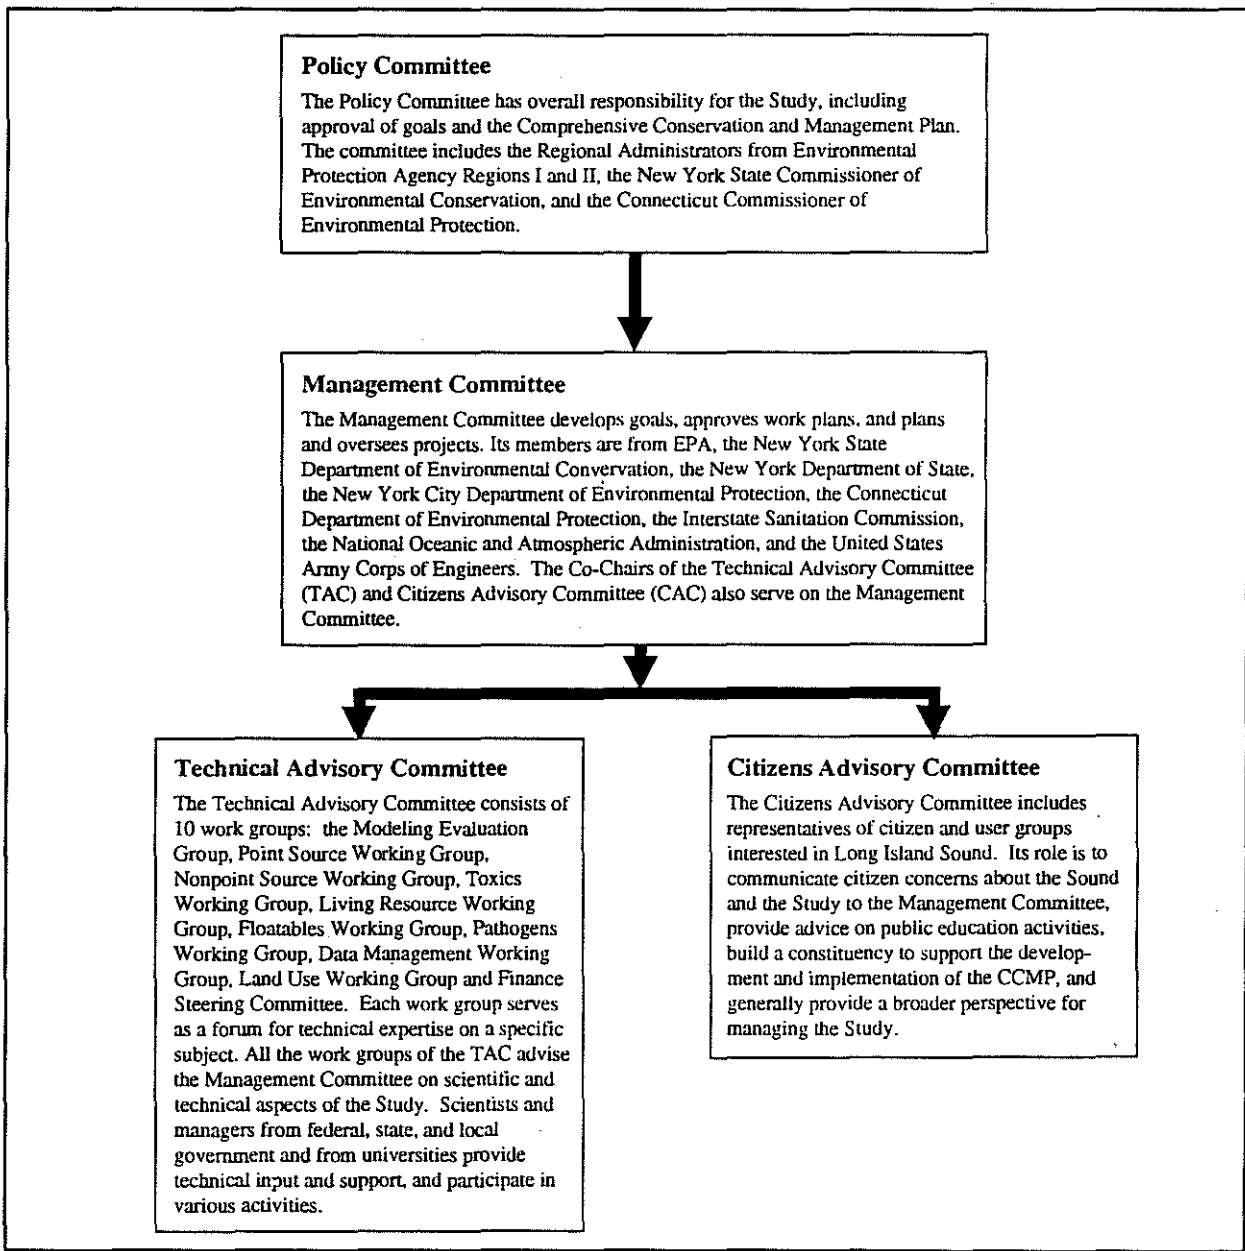 Policy Committee
The Policy Committee has overall responsibility for the Study, including
approval of goals and the Comprehensive Conservation and Management Plan.
The committee includes the Regional Administrators from Environmental
Protection Agency Regions I and II, the New York State Commissioner of
Environmental Conservation, and the Connecticut Commissioner of
Environmental Protection.
Management Committee
The Management Committee develops goals, approves work plans, and plans
and oversees projects. Its members are from EPA, the New York State
Department of Environmental Convervation, the New York Department of State,
the New York City Department of Environmental Protection, the Connecticut
Department of Environmental Protection, the Interstate Sanitation Commission,
the National Oceanic and Atmospheric Administration, and the United States
Army Corps of Engineers. The Co-Chairs of the Technical Advisory Committee
(TAC) and Citizens Advisory Committee (CAC) also serve on the Management
Committee.
Technical Advisory Committee
The Technical Advisory Committee consists of
10 work groups: the Modeling Evaluation
Group, Point Source Working Group,
Nonpoint Source Working Group, Toxics
Working Group, Living Resource Working
Group, Floatables Working Group, Pathogens
Working Group, Data Management Working
Group, Land Use Working Group and Finance
Steering Committee. Each work group serves
as a forum for technical expertise on a specific
subject. All the work groups of the TAC advise
the Management Committee on scientific and
technical aspects of the Study. Scientists and
managers from federal, state, and local
government and from universities provide
technical input and support, and participate in
various activities.
Citizens Advisory Committee
The Citizens Advisory Committee includes
representatives of citizen and user groups
interested in Long Island Sound. Its role is to
communicate citizen concerns about the Sound
and the Study to the Management Committee,
provide advice on public education activities,
build a constituency to support the develop-
ment and implementation of the CCMP, and
generally provide a broader perspective for
managing the Study.